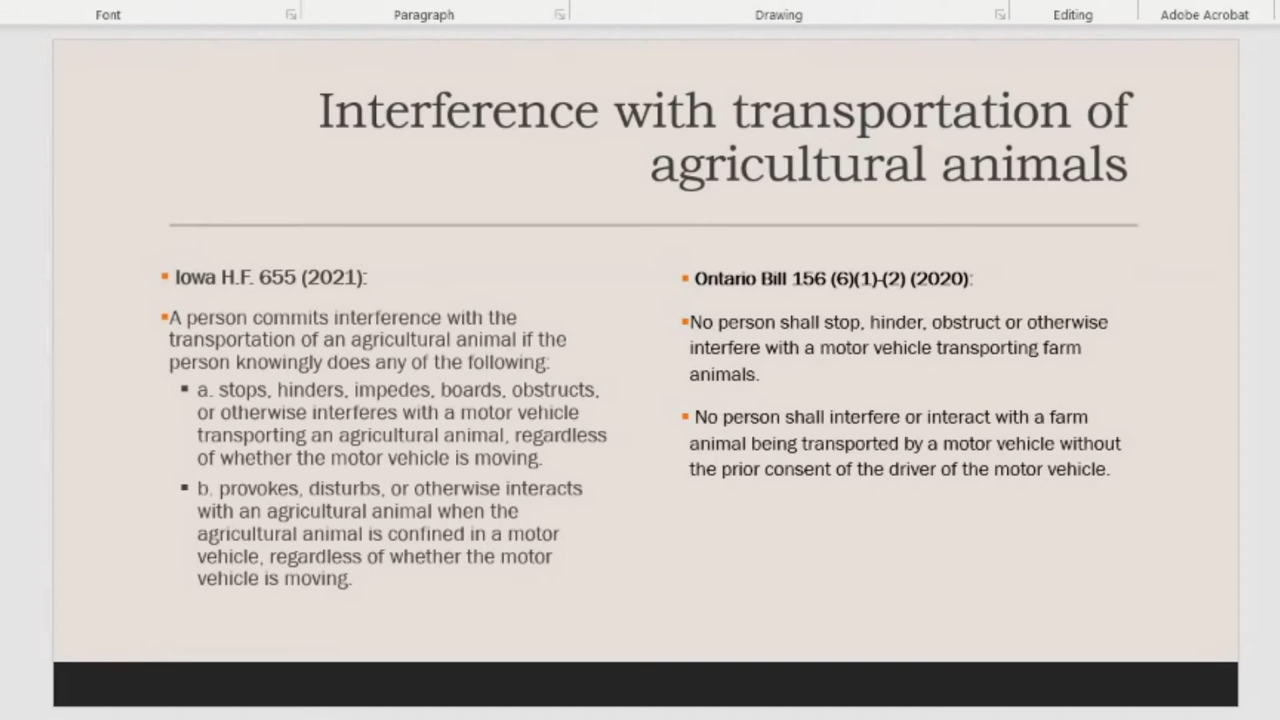 Font Paragraph Drawing Editing Adobe Acrobat
Interference with transportation of
agricultural animals
▪ Iowa H.F. 655 (2021):
▪A person commits interference with the
transportation of an agricultural animal if the
person knowingly does any of the following:
▪ a. stops, hinders, impedes, boards, obstructs,
or otherwise interferes with a motor vehicle
transporting an agricultural animal, regardless
of whether the motor vehicle is moving.
▪ b. provokes, disturbs, or otherwise interacts
with an agricultural animal when the
agricultural animal is confined in a motor
vehicle, regardless of whether the motor
vehicle is moving.
▪ Ontario Bill 156 (6)(1)-(2) (2020):
▪No person shall stop, hinder, obstruct or otherwise
interfere with a motor vehicle transporting farm
animals.
▪ No person shall interfere or interact with a farm
animal being transported by a motor vehicle without
the prior consent of the driver of the motor vehicle.